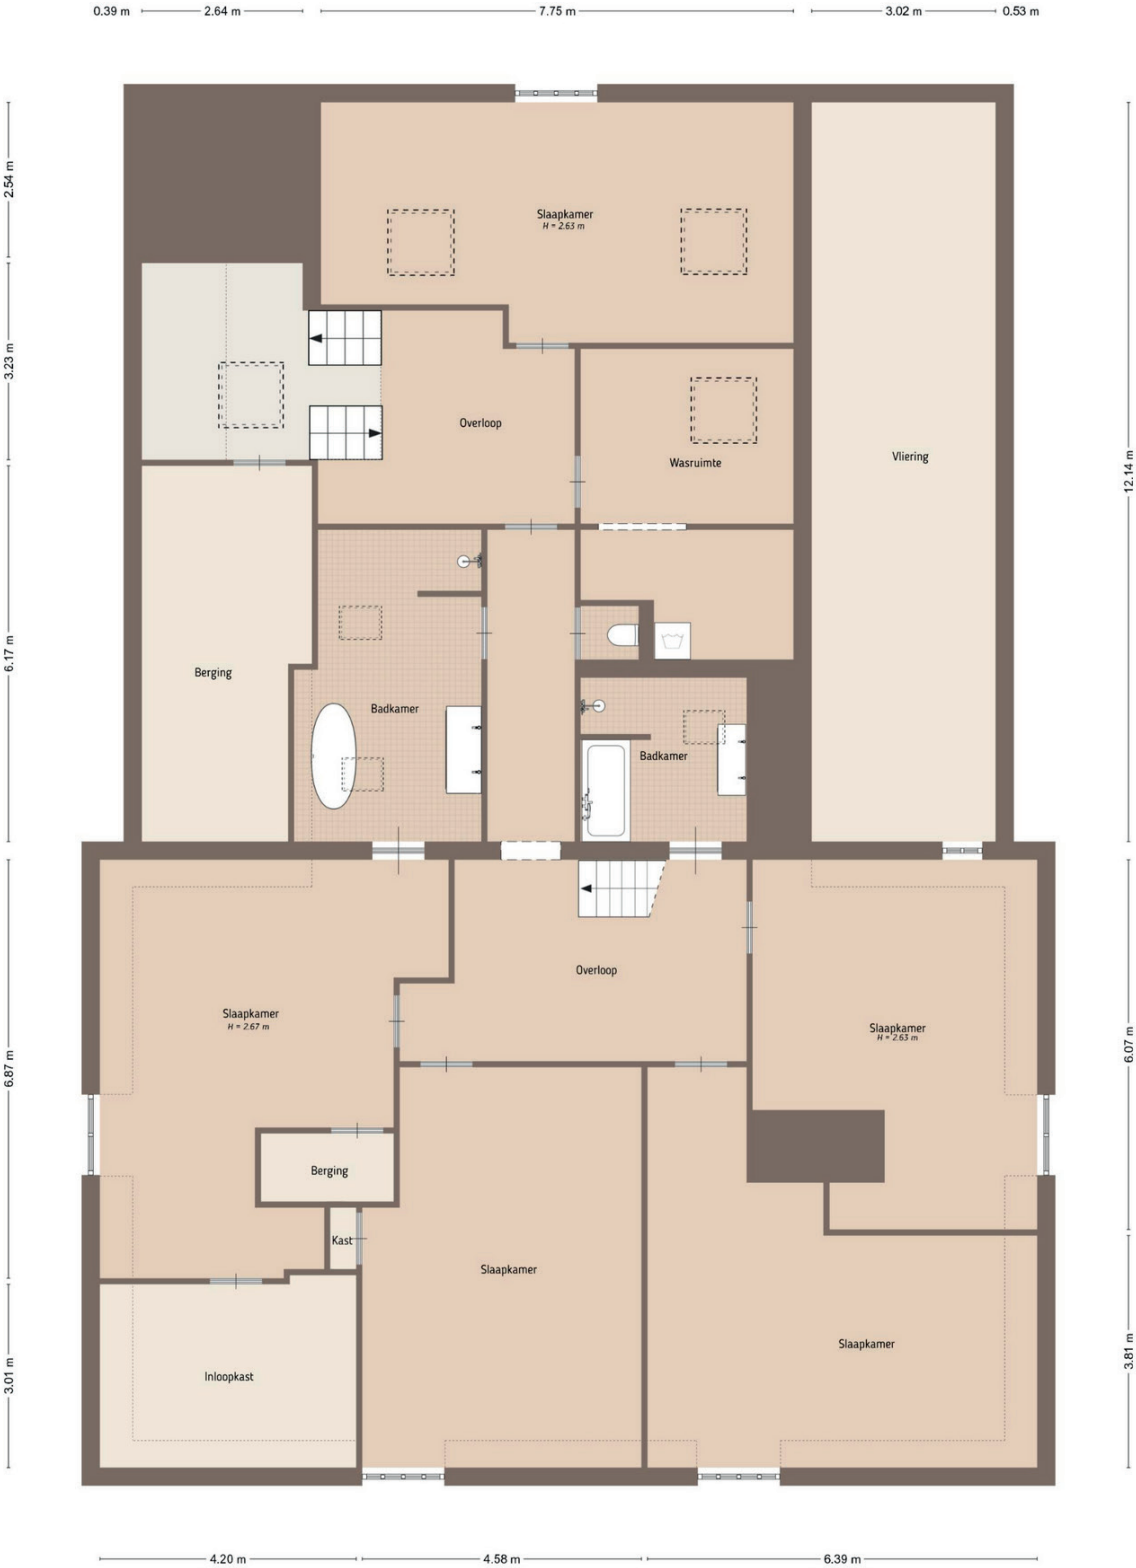 0.39 m 2.64 m 7.75 m 3.02 m 0.53 m
2.54 m
Slaapkamer
H = 2.63 m
3.23 m
Overloop
Wasruimte
Vliering
12.14 m
6.17 m
Berging
Badkamer
Badkamer
Overloop
Slaapkamer
H = 2.67 m
Slaapkamer
H = 2.63 m
6.87 m
6.07 m
Berging
Kast
Slaapkamer
Slaapkamer
3.01 m
3.81 m
Inloopkast
4.20 m 4.58 m 6.39 m